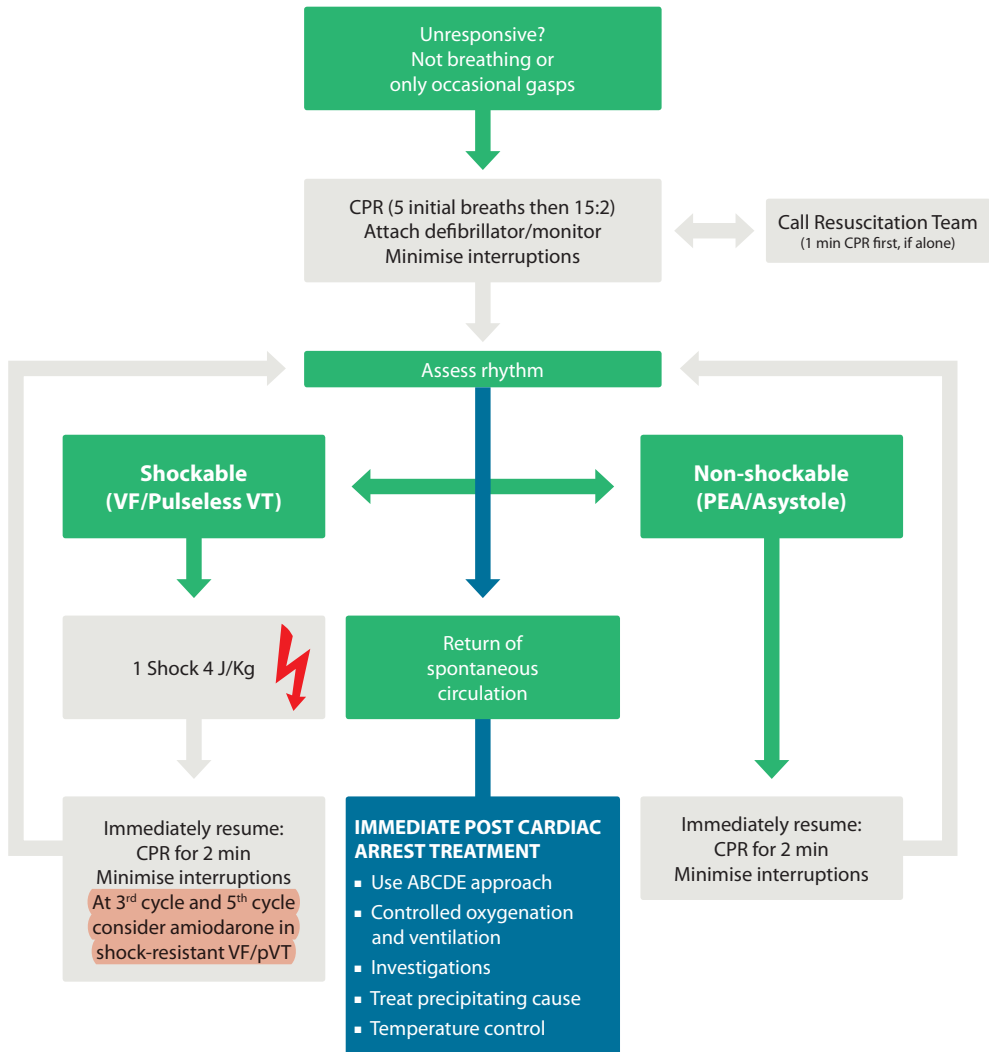 Unresponsive?
Not breathing or
only occasional gasps
CPR (5 initial breaths then 15:2)
Attach defibrillator/monitor
Minimise interruptions
Call Resuscitation Team
(1 min CPR first, if alone)
Assess rhythm
Shockable
(VF/Pulseless VT)
Non-shockable
(PEA/Asystole)
1 Shock 4 J/Kg
Return of
spontaneous
circulation
Immediately resume:
CPR for 2 min
Minimise interruptions
At 3rd cycle and 5th cycle
consider amiodarone in
shock-resistant VF/pVT
IMMEDIATE POST CARDIAC
ARREST TREATMENT
▪ Use ABCDE approach
▪ Controlled oxygenation
and ventilation
▪ Investigations
▪ Treat precipitating cause
▪ Temperature control
Immediately resume:
CPR for 2 min
Minimise interruptions